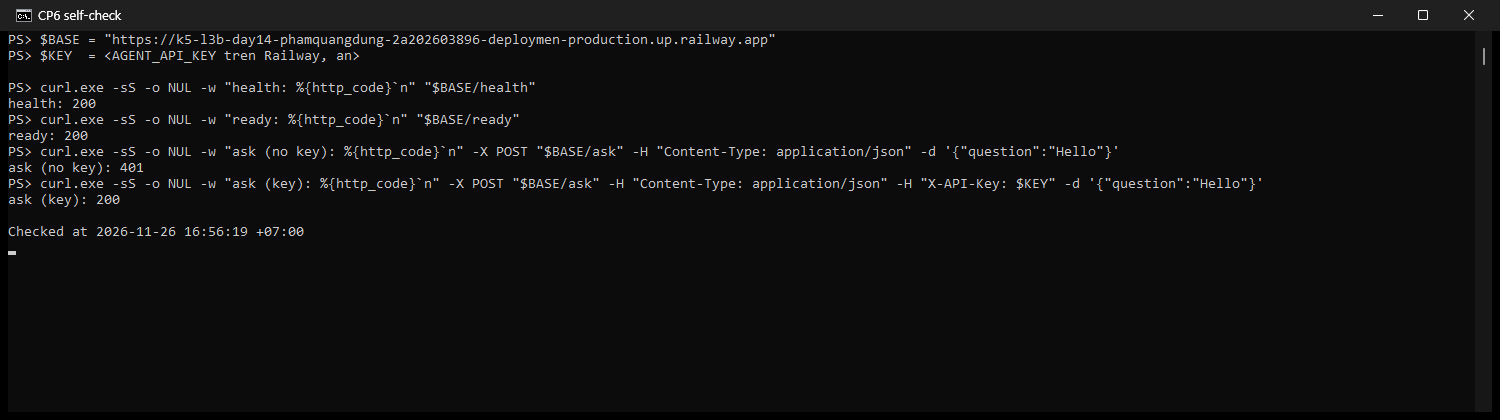 CP6 self-check
PS> $BASE = "https://k5-l3b-day14-phamquangdung-2a202603896-deploymen-production.up.railway.app"
PS> $KEY  = <AGENT_API_KEY tren Railway, an>
PS> curl.exe -sS -o NUL -w "health: %{http_code}`n" "$BASE/health"
health: 200
PS> curl.exe -sS -o NUL -w "ready: %{http_code}`n" "$BASE/ready"
ready: 200
PS> curl.exe -sS -o NUL -w "ask (no key): %{http_code}`n" -X POST "$BASE/ask" -H "Content-Type: application/json" -d '{"question":"Hello"}'
ask (no key): 401
PS> curl.exe -sS -o NUL -w "ask (key): %{http_code}`n" -X POST "$BASE/ask" -H "Content-Type: application/json" -H "X-API-Key: $KEY" -d '{"question":"Hello"}'
ask (key): 200
Checked at 2026-11-26 16:56:19 +07:00